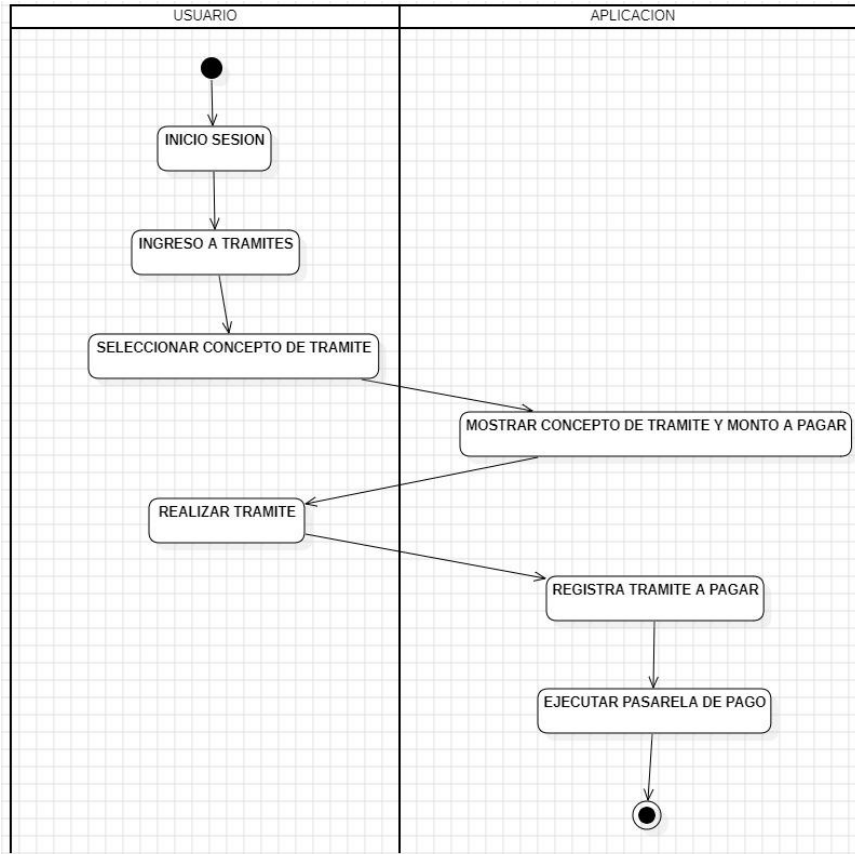 USUARIO
APLICACION
INICIO SESION
INGRESO A TRAMITES
SELECCIONAR CONCEPTO DE TRAMITE
MOSTRAR CONCEPTO DE TRAMITE Y MONTO A PAGAR
REALIZAR TRAMITE
REGISTRA TRAMITE A PAGAR
EJECUTAR PASARELA DE PAGO